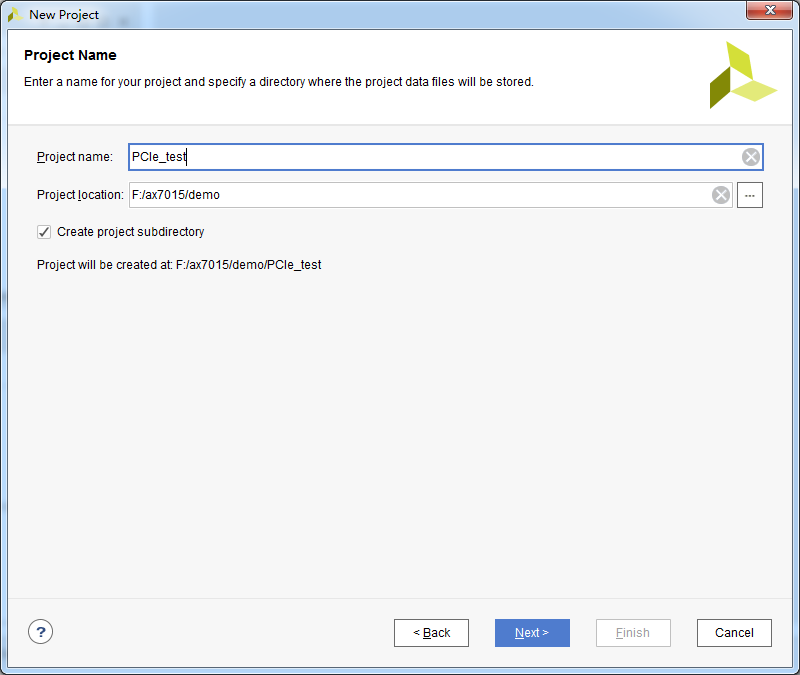 New Project
Project Name
Enter a name for your project and specify a directory where the project data files will be stored.
Project name: PCIe_test
Project location: F:/ax7015/demo ...
Create project subdirectory
Project will be created at: F:/ax7015/demo/PCIe_test
? < Back Next > Finish Cancel